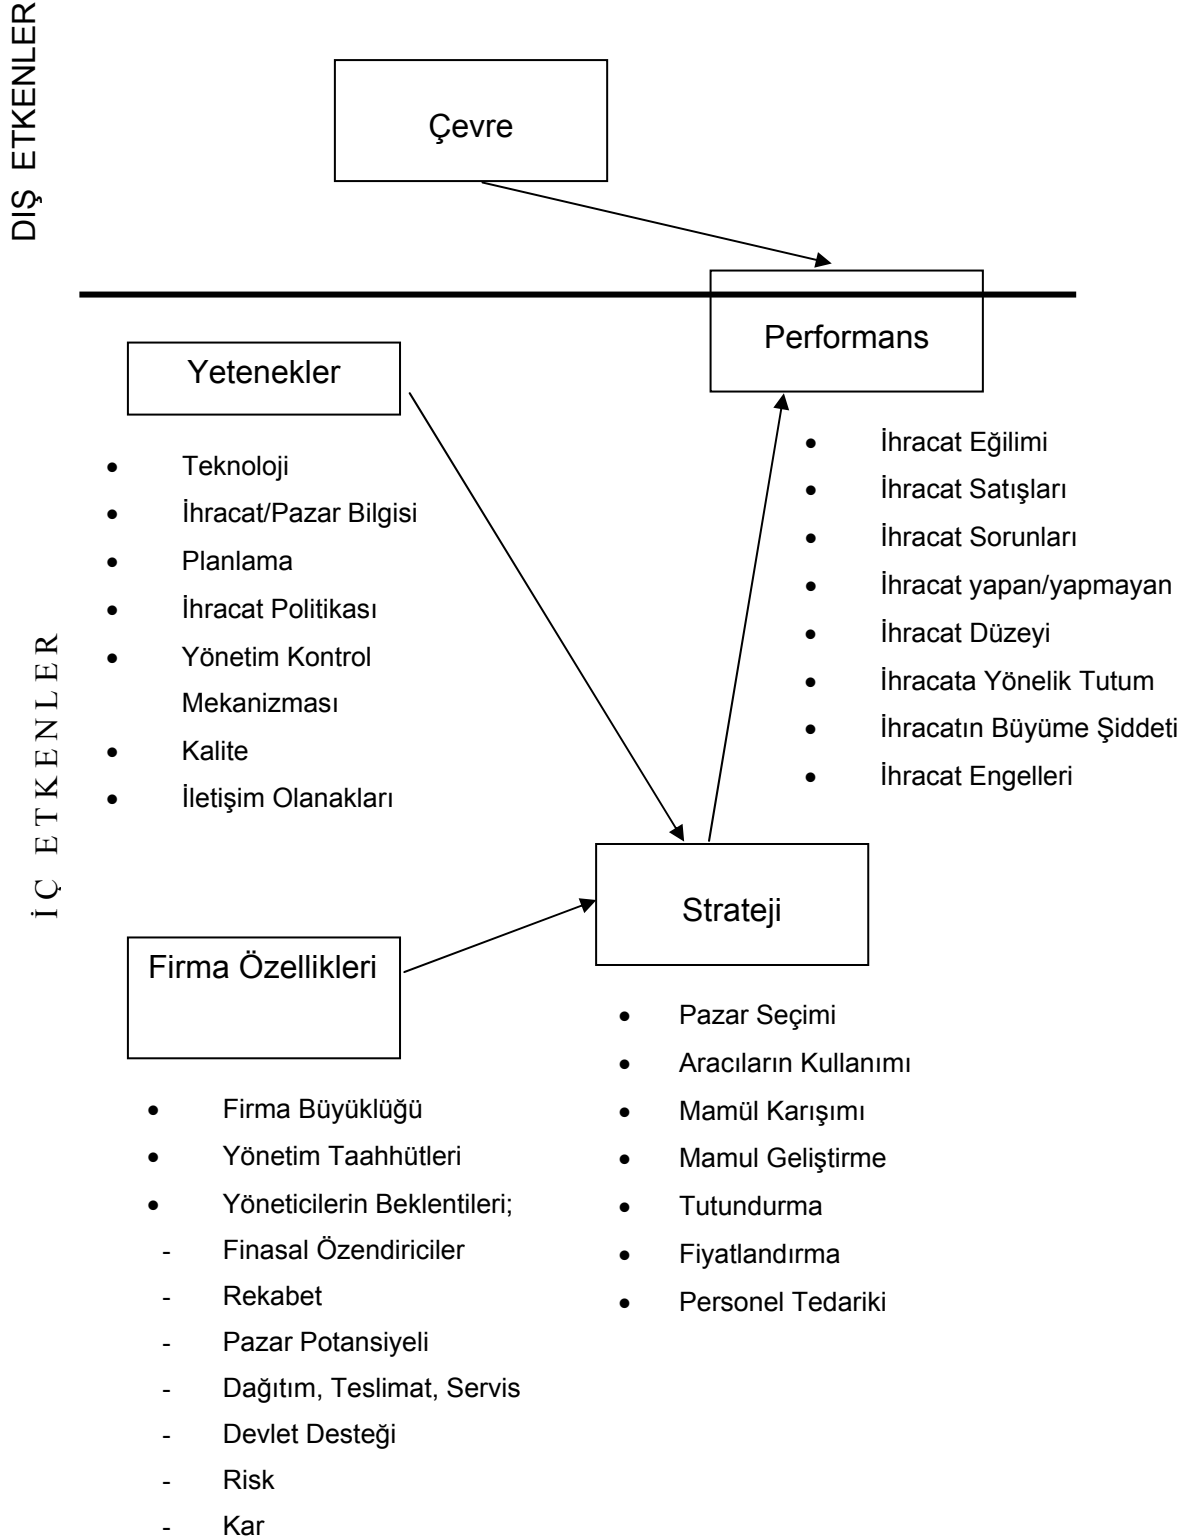 DIŞ ETKENLER
Çevre
Performans
İhracat Eğilimi
İhracat Satışları
İhracat Sorunları
İhracat yapan/yapmayan
İhracat Düzeyi
İhracata Yönelik Tutum
İhracatın Büyüme Şiddeti
İhracat Engelleri
İÇ ETKENLER
Yetenekler
Teknoloji
İhracat/Pazar Bilgisi
Planlama
İhracat Politikası
Yönetim Kontrol
Mekanizması
Kalite
İletişim Olanakları
Strateji
Pazar Seçimi
Aracıların Kullanımı
Mamül Karışımı
Mamul Geliştirme
Tutundurma
Fiyatlandırma
Personel Tedariki
Firma Özellikleri
Firma Büyüklüğü
Yönetim Taahhütleri
Yöneticilerin Beklentileri;
- Finasal Özendiriciler
- Rekabet
- Pazar Potansiyeli
- Dağıtım, Teslimat, Servis
- Devlet Desteği
- Risk
- Kar